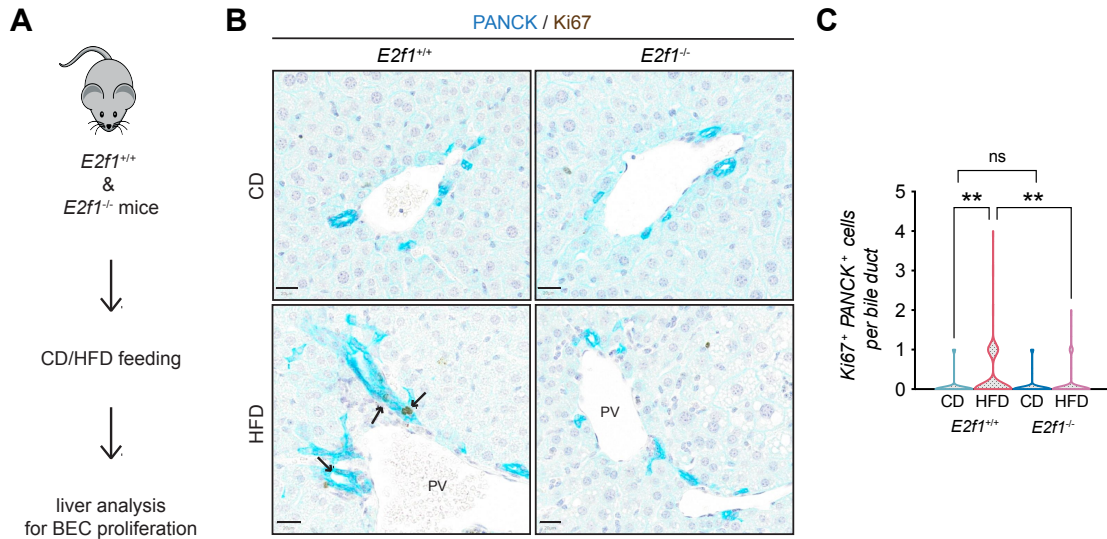 A
E2f1+/+
&
E2f1-/- mice
CD/HFD feeding
liver analysis
for BEC proliferation
B
PANCK / Ki67
E2f1+/+
E2f1-/-
CD
HFD
PV
PV
C
ns
**
**
5
4
3
2
1
0
Ki67+ PANCK+ cells
per bile duct
CD HFD CD HFD
E2f1+/+ E2f1-/-